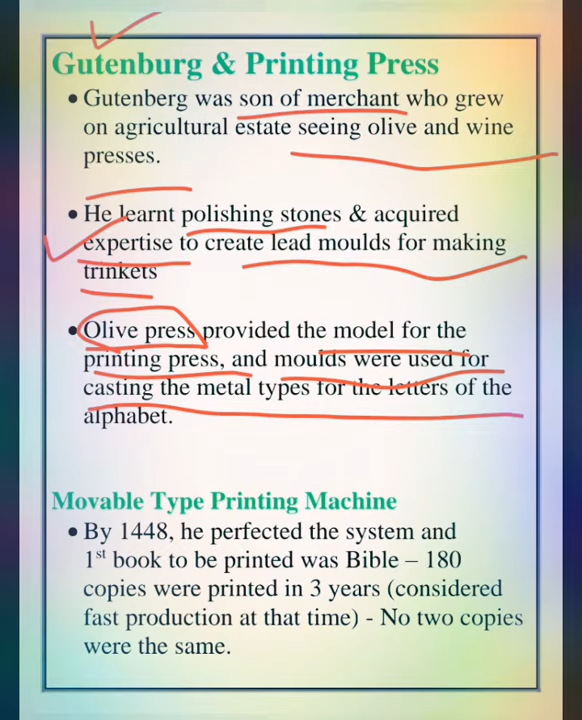 Gutenburg & Printing Press
• Gutenberg was son of merchant who grew
on agricultural estate seeing olive and wine
presses.
• He learnt polishing stones & acquired
expertise to create lead moulds for making
trinkets
• Olive press provided the model for the
printing press, and moulds were used for
casting the metal types for the letters of the
alphabet.
Movable Type Printing Machine
• By 1448, he perfected the system and
1st book to be printed was Bible – 180
copies were printed in 3 years (considered
fast production at that time) - No two copies
were the same.